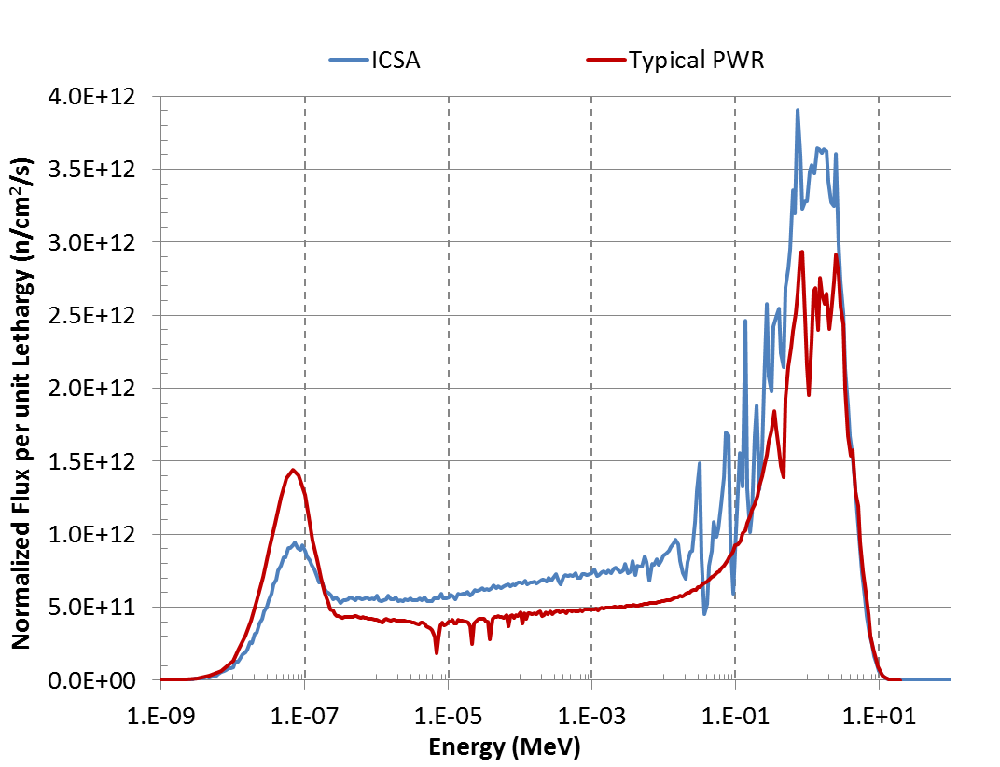 ICSA Typical PWR
4.0E+12
3.5E+12
3.0E+12
2.5E+12
2.0E+12
1.5E+12
1.0E+12
5.0E+11
0.0E+00
Normalized Flux per unit Lethargy (n/cm²/s)
1.E-09 1.E-07 1.E-05 1.E-03 1.E-01 1.E+01
Energy (MeV)